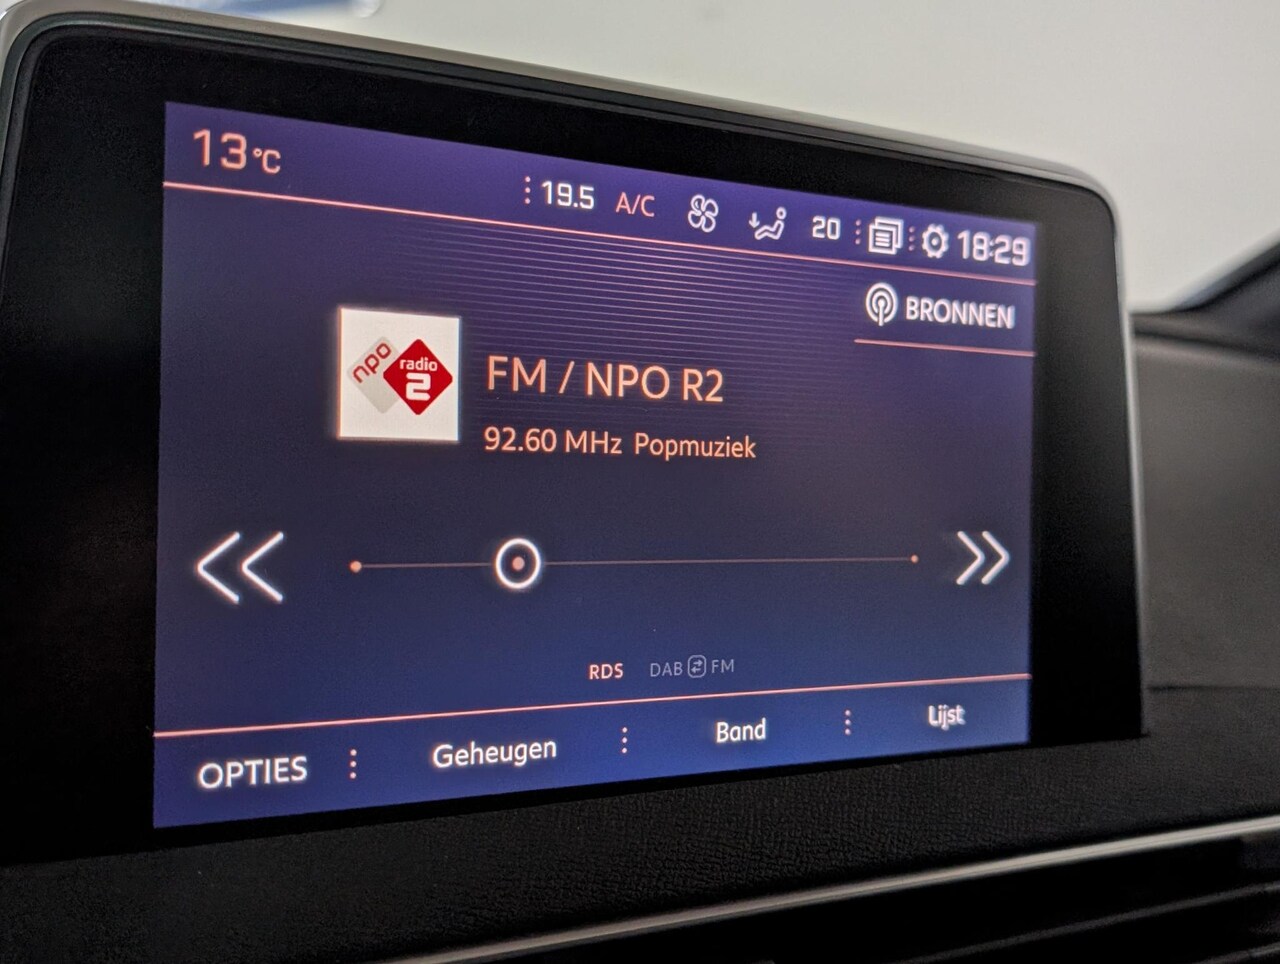 13°C
19.5 A/C 20 18:29
BRONNEN
npo radio 2
FM / NPO R2
92.60 MHz Popmuziek
RDS DAB FM
OPTIES Geheugen Band Lijst